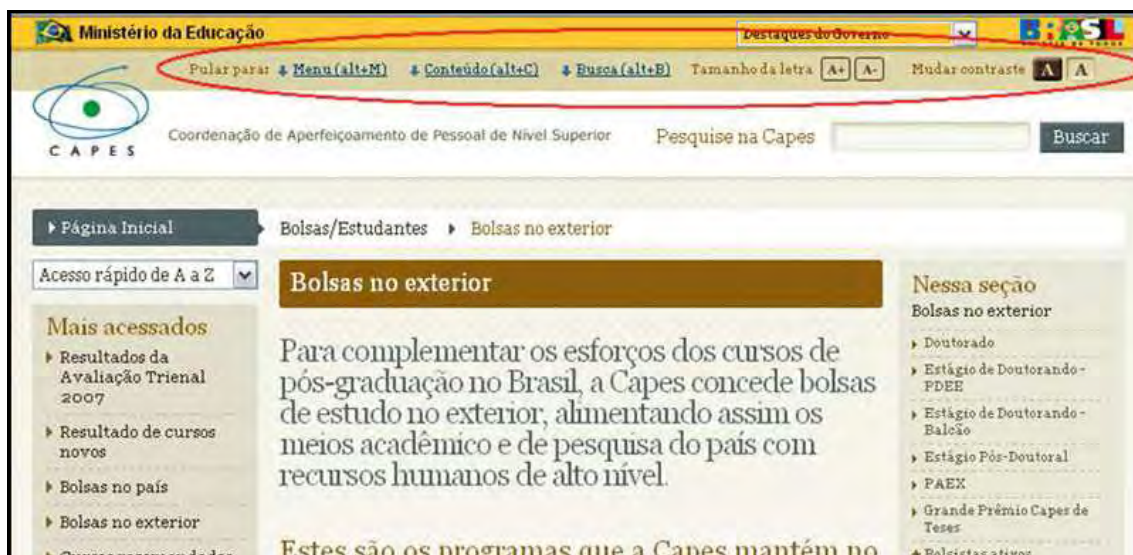 Ministério da Educação
Destaques do Governo
BRASIL
Pular para: Menu (alt+M) Conteúdo (alt+C) Busca (alt+B) Tamanho da letra A+ A- Mudar contraste A A
CAPES
Coordenação de Aperfeiçoamento de Pessoal de Nível Superior
Pesquise na Capes
Buscar
Página Inicial
Bolsas/Estudantes
Bolsas no exterior
Acesso rápido de A a Z
Mais acessados
Resultados da
Avaliação Trienal
2007
Resultado de cursos
novos
Bolsas no país
Bolsas no exterior
Bolsas no exterior
Para complementar os esforços dos cursos de
pós-graduação no Brasil, a Capes concede bolsas
de estudo no exterior, alimentando assim os
meios acadêmico e de pesquisa do país com
recursos humanos de alto nível.
Estes são os programas que a Capes mantém no
Nessa seção
Bolsas no exterior
Doutorado
Estágio de Doutorando -
PDEE
Estágio de Doutorando -
Balcão
Estágio Pós-Doutoral
PAEX
Grande Prêmio Capes de
Teses
Bolsistas ativos